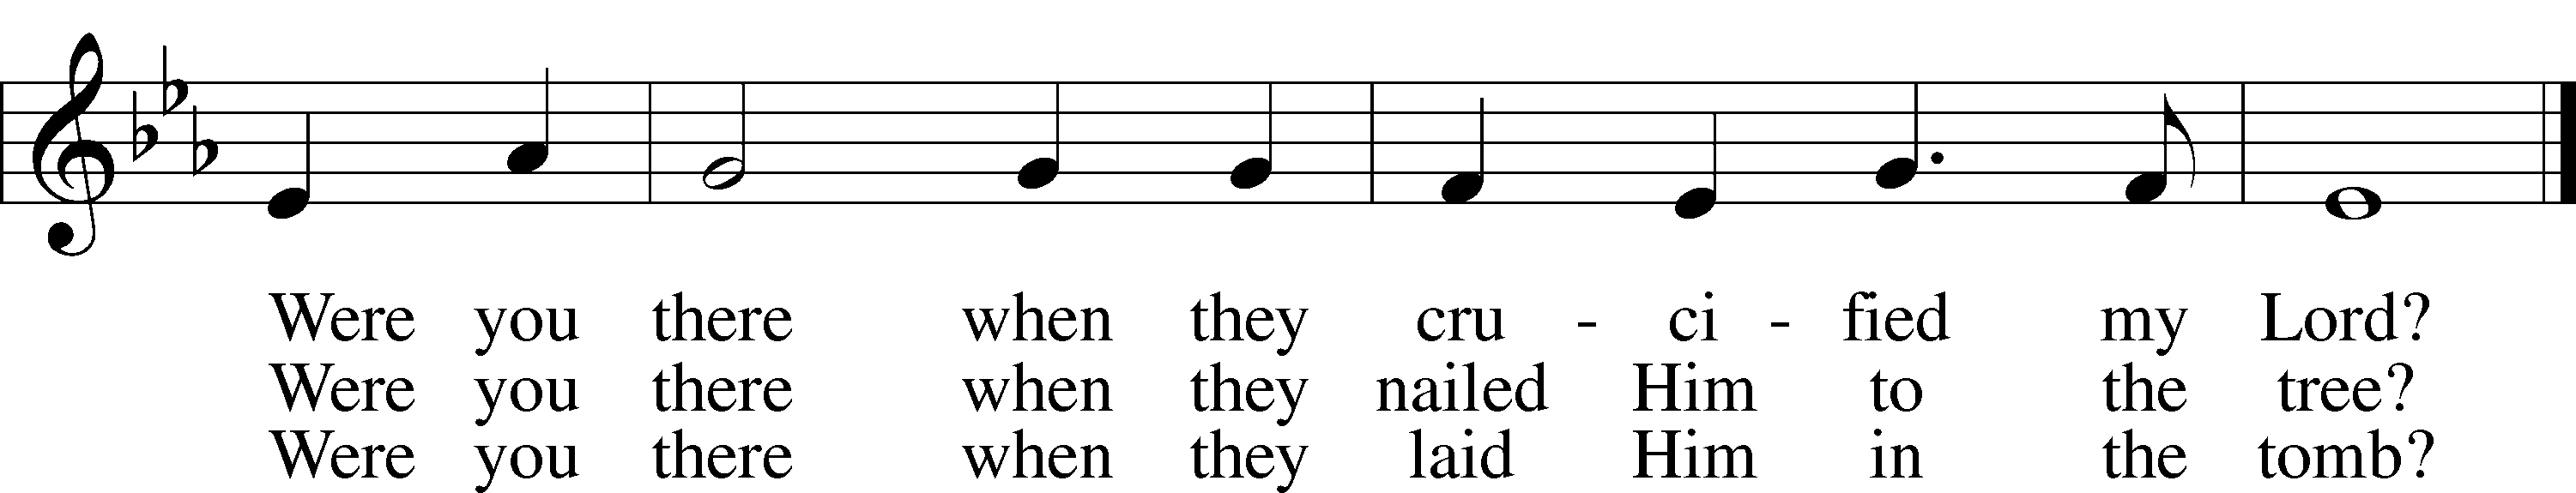 Were you there when they cru - ci - fied my Lord?
Were you there when they nailed Him to the tree?
Were you there when they laid Him in the tomb?